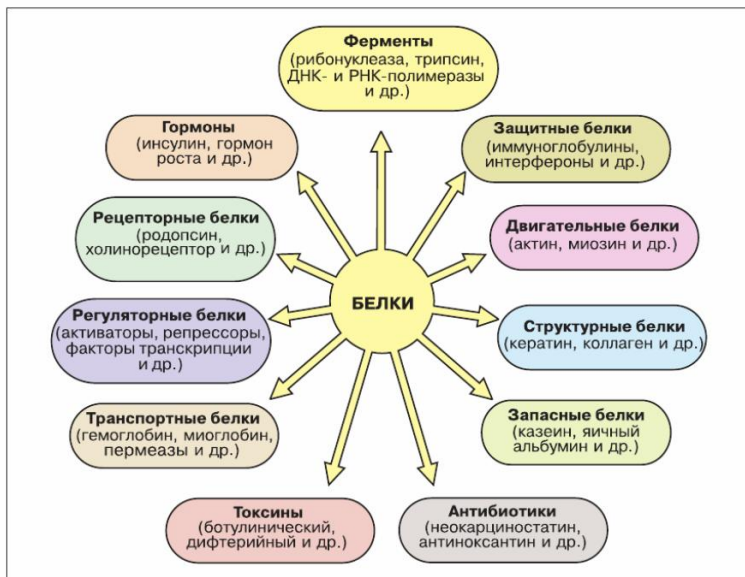 Ферменты
(рибонуклеаза, трипсин,
ДНК- и РНК-полимеразы
и др.)
Гормоны
(инсулин, гормон
роста и др.)
Защитные белки
(иммуноглобулины,
интерфероны и др.)
Рецепторные белки
(родопсин,
холинорецептор и др.)
Двигательные белки
(актин, миозин и др.)
БЕЛКИ
Регуляторные белки
(активаторы, репрессоры,
факторы транскрипции
и др.)
Структурные белки
(кератин, коллаген и др.)
Транспортные белки
(гемоглобин, миоглобин,
пермеазы и др.)
Запасные белки
(казеин, яичный
альбумин и др.)
Токсины
(ботулинический,
дифтерийный и др.)
Антибиотики
(неокарциностатин,
антиноксантин и др.)